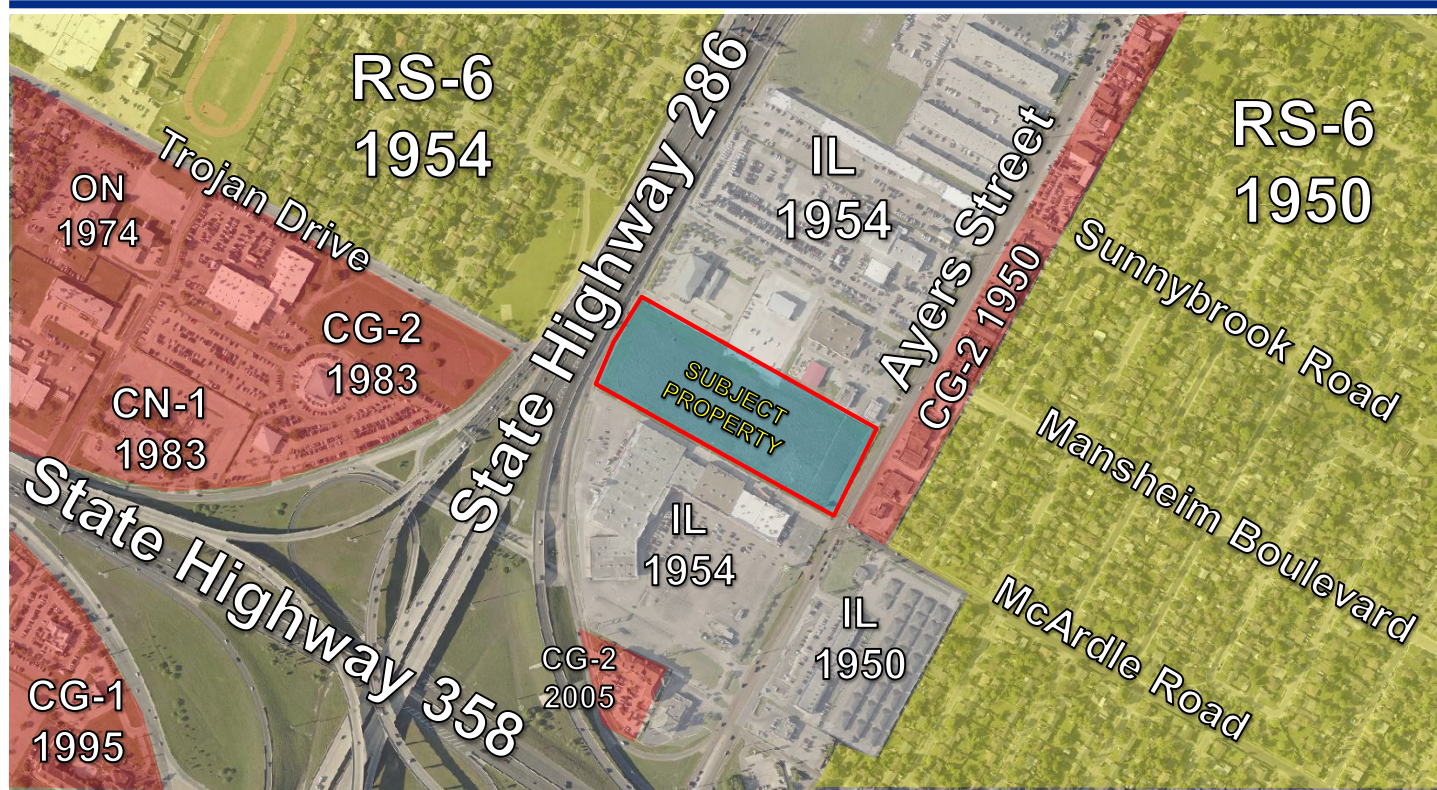 RS-6
1954
State Highway 286
RS-6
1950
IL
1954
Ayers Street
Trojan Drive
ON
1974
CG-2 1950
Sunnybrook Road
CG-2
1983
SUBJECT
PROPERTY
CN-1
1983
Mansheim Boulevard
State Highway 358
IL
1954
McArdle Road
IL
1950
CG-2
2005
CG-1
1995